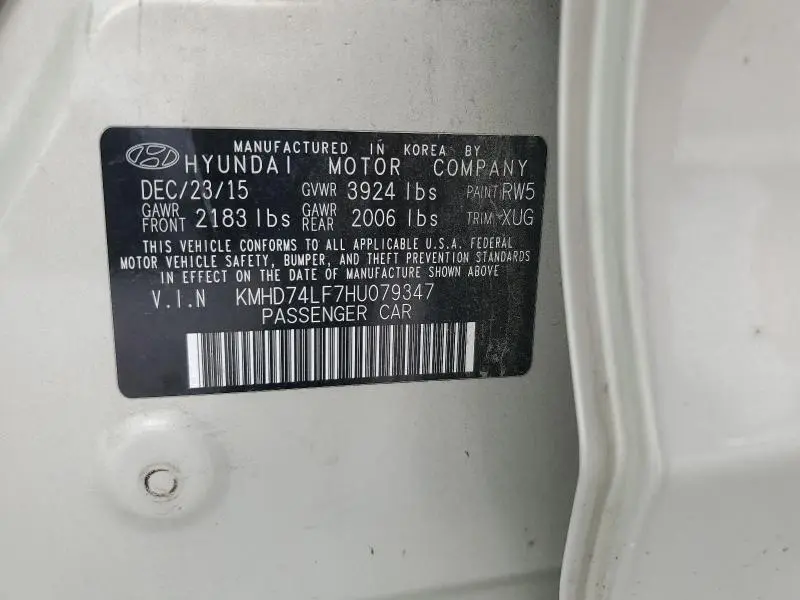 MANUFACTURED IN KOREA BY
HYUNDAI MOTOR COMPANY
DEC/23/15 GVWR 3924 lbs PAINT RW5
GAWR FRONT 2183 lbs GAWR REAR 2006 lbs TRIM XUG
THIS VEHICLE CONFORMS TO ALL APPLICABLE U.S.A. FEDERAL
MOTOR VEHICLE SAFETY, BUMPER, AND THEFT PREVENTION STANDARDS
IN EFFECT ON THE DATE OF MANUFACTURE SHOWN ABOVE
V.I.N KMHD74LF7HU079347
PASSENGER CAR